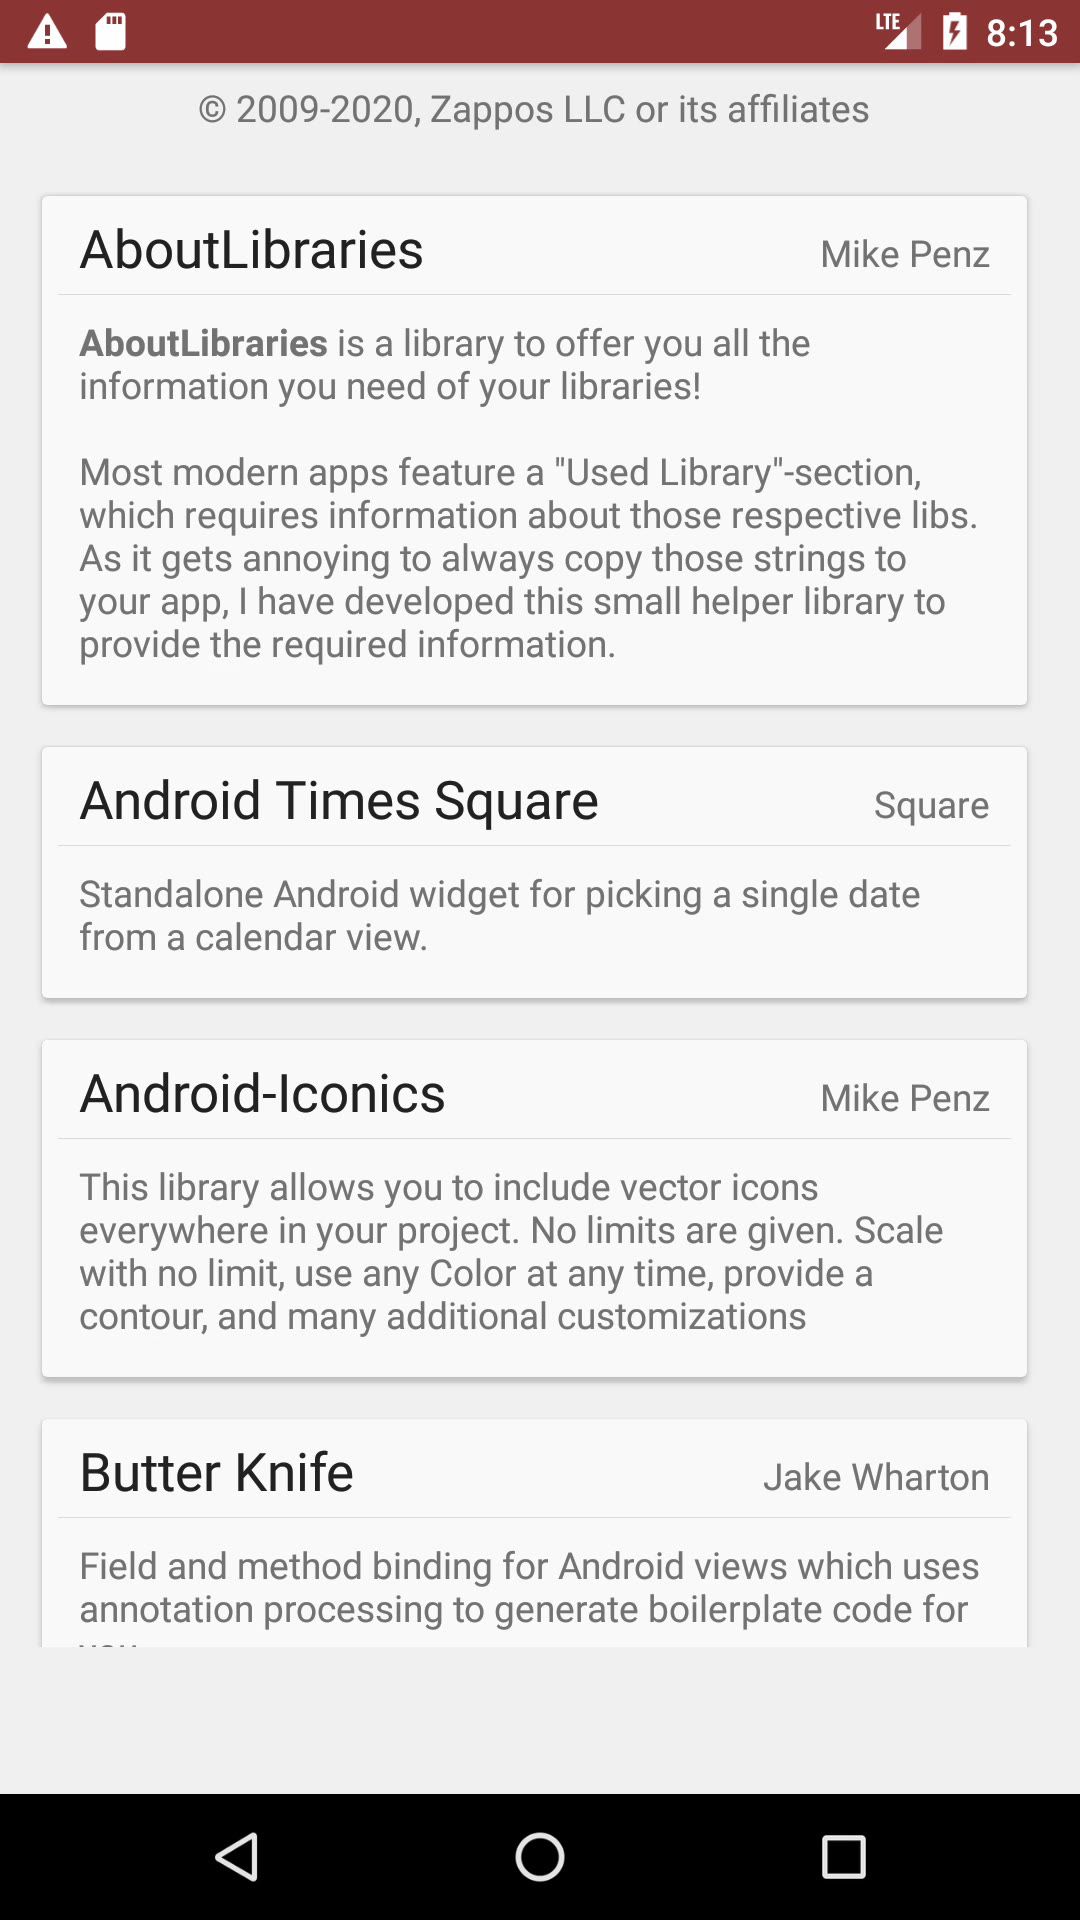 LTE 8:13
© 2009-2020, Zappos LLC or its affiliates
AboutLibraries Mike Penz
AboutLibraries is a library to offer you all the
information you need of your libraries!
Most modern apps feature a "Used Library"-section,
which requires information about those respective libs.
As it gets annoying to always copy those strings to
your app, I have developed this small helper library to
provide the required information.
Android Times Square Square
Standalone Android widget for picking a single date
from a calendar view.
Android-Iconics Mike Penz
This library allows you to include vector icons
everywhere in your project. No limits are given. Scale
with no limit, use any Color at any time, provide a
contour, and many additional customizations
Butter Knife Jake Wharton
Field and method binding for Android views which uses
annotation processing to generate boilerplate code for